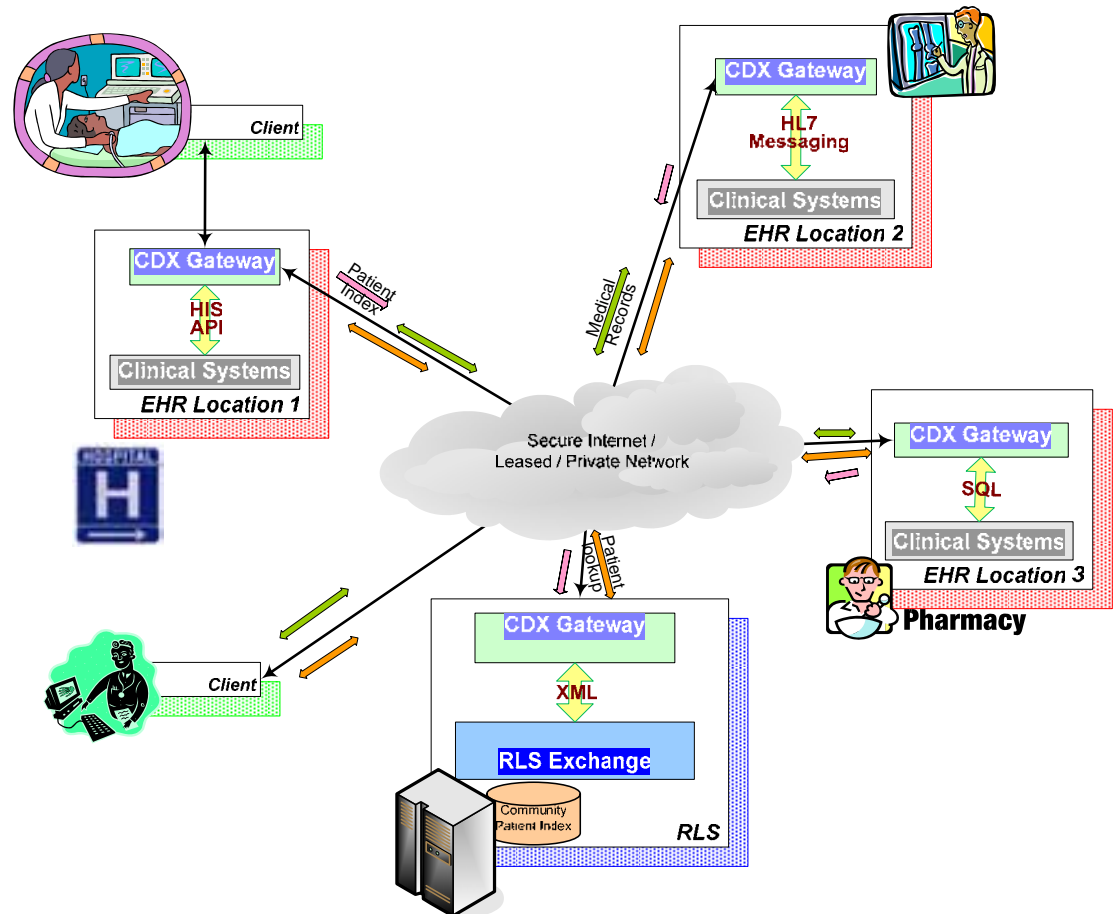 Client
CDX Gateway
HL7
Messaging
Clinical Systems
EHR Location 2
CDX Gateway
HIS
API
Clinical Systems
EHR Location 1
Patient
Index
Medical
Records
HOSPITAL
H
Secure Internet /
Leased / Private Network
CDX Gateway
SQL
Clinical Systems
EHR Location 3
Pharmacy
Patient
lookup
Client
CDX Gateway
XML
RLS Exchange
Community
Patient Index
RLS